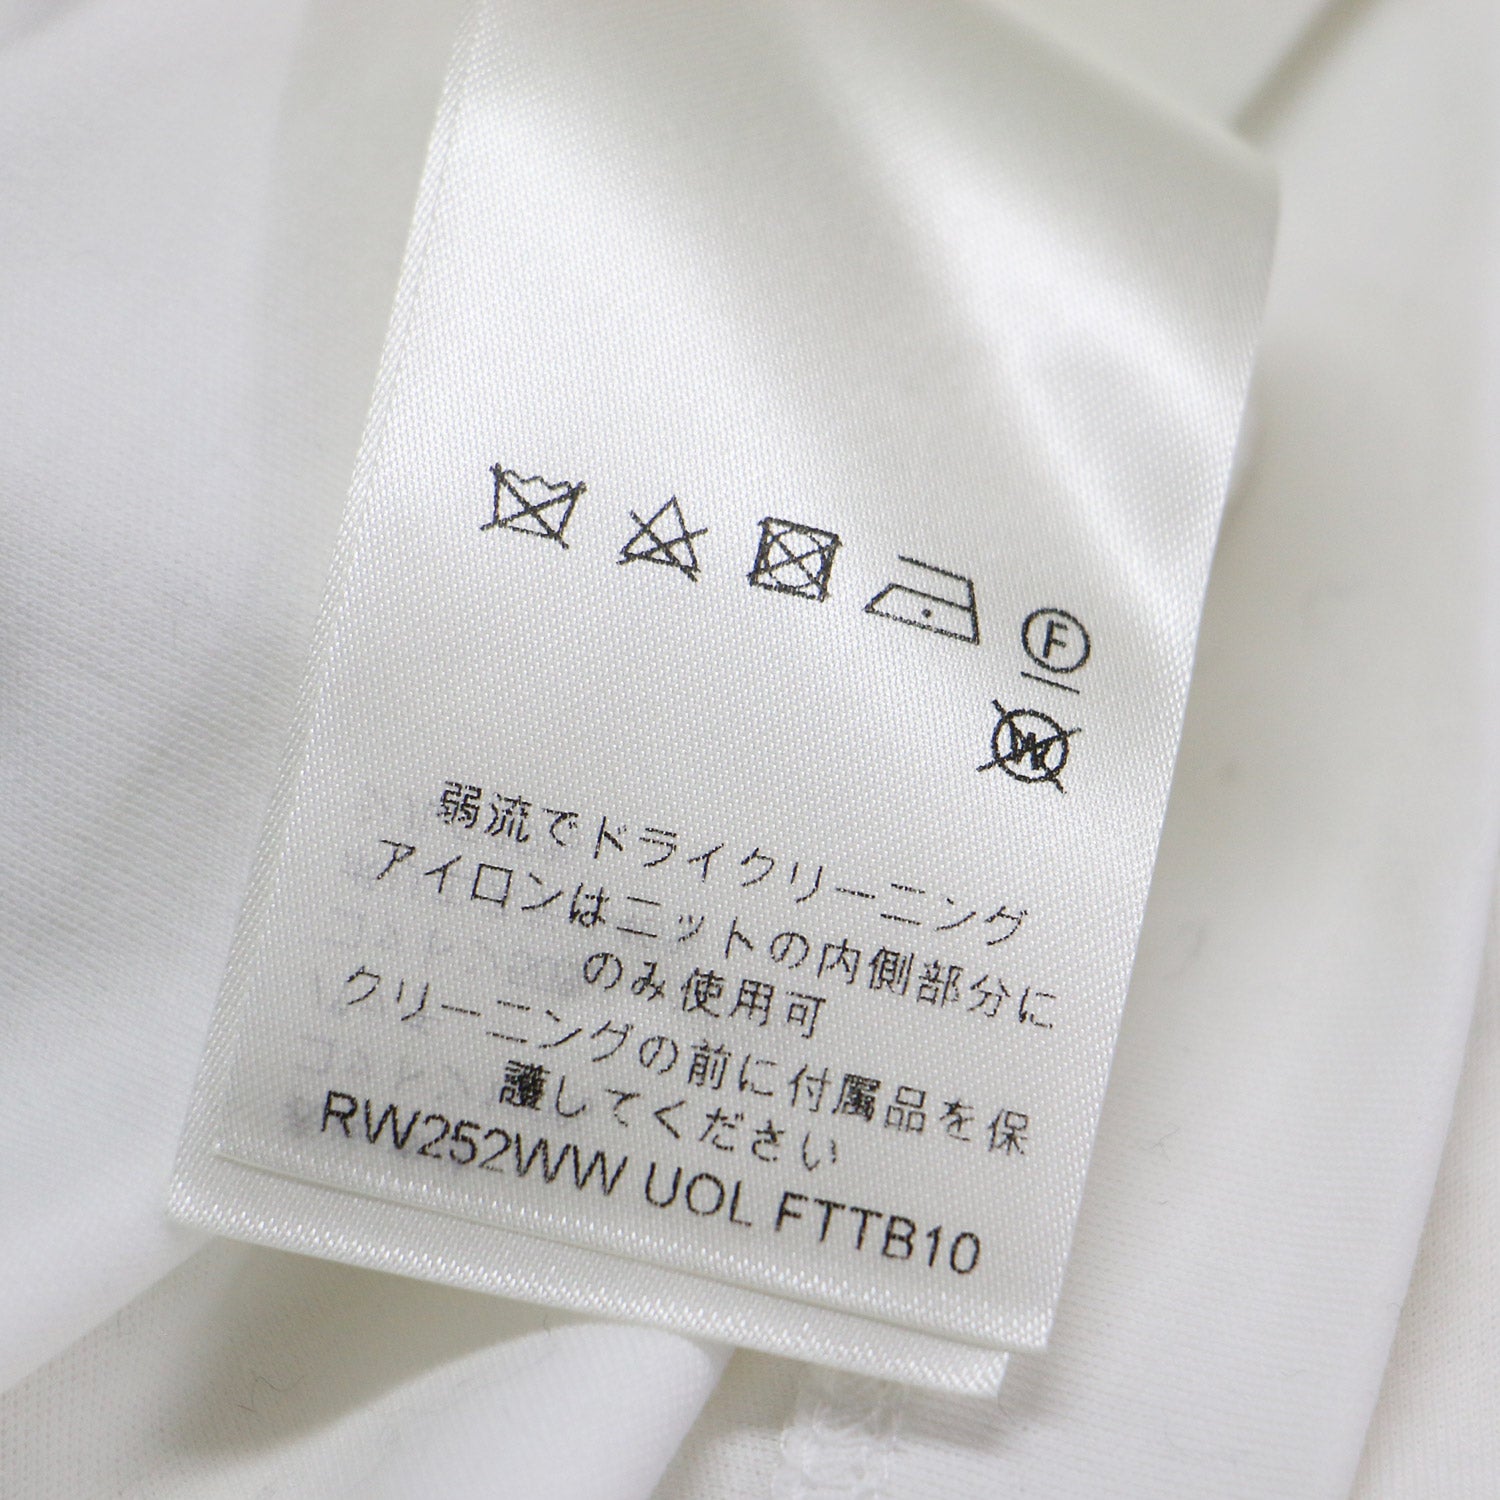 F
W
弱流でドライクリーニング
アイロンはニットの内側部分に
のみ使用可
クリーニングの前に付属品を保
護してください
RW252WW UOL FTTB10